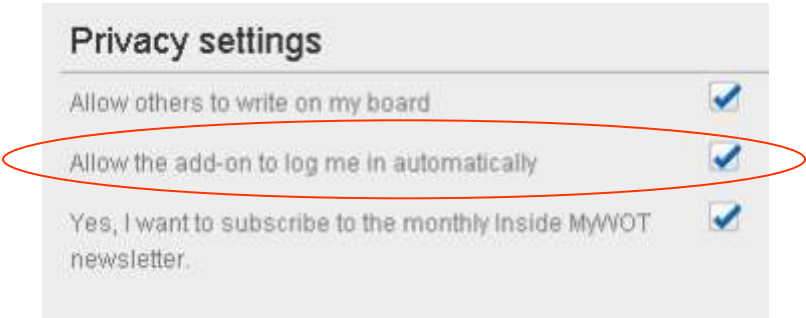 Privacy settings
Allow others to write on my board
Allow the add-on to log me in automatically
Yes, I want to subscribe to the monthly Inside MyWOT
newsletter.